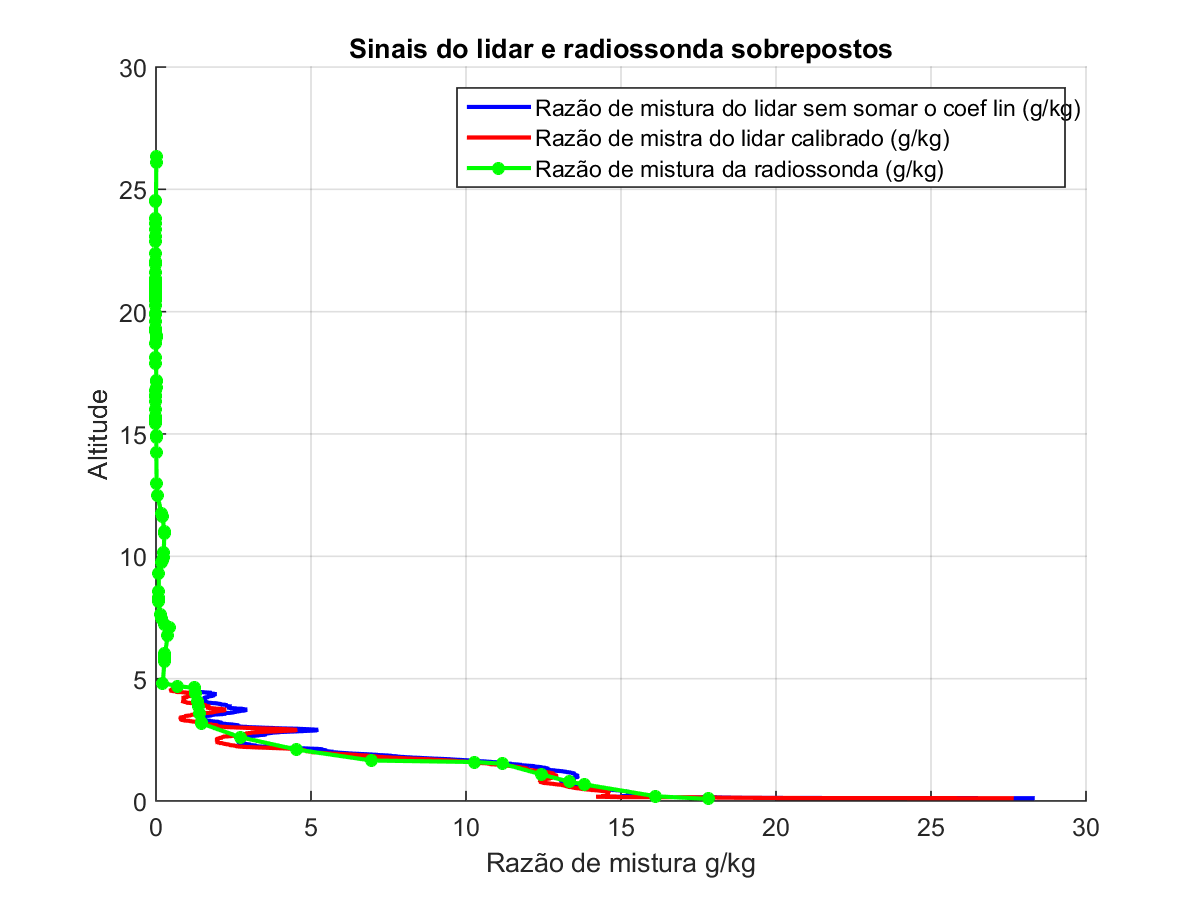 Sinais do lidar e radiossonda sobrepostos
30
Razão de mistura do lidar sem somar o coef lin (g/kg)
Razão de mistra do lidar calibrado (g/kg)
Razão de mistura da radiossonda (g/kg)
25
20
15
10
5
0
Altitude
0 5 10 15 20 25 30
Razão de mistura g/kg